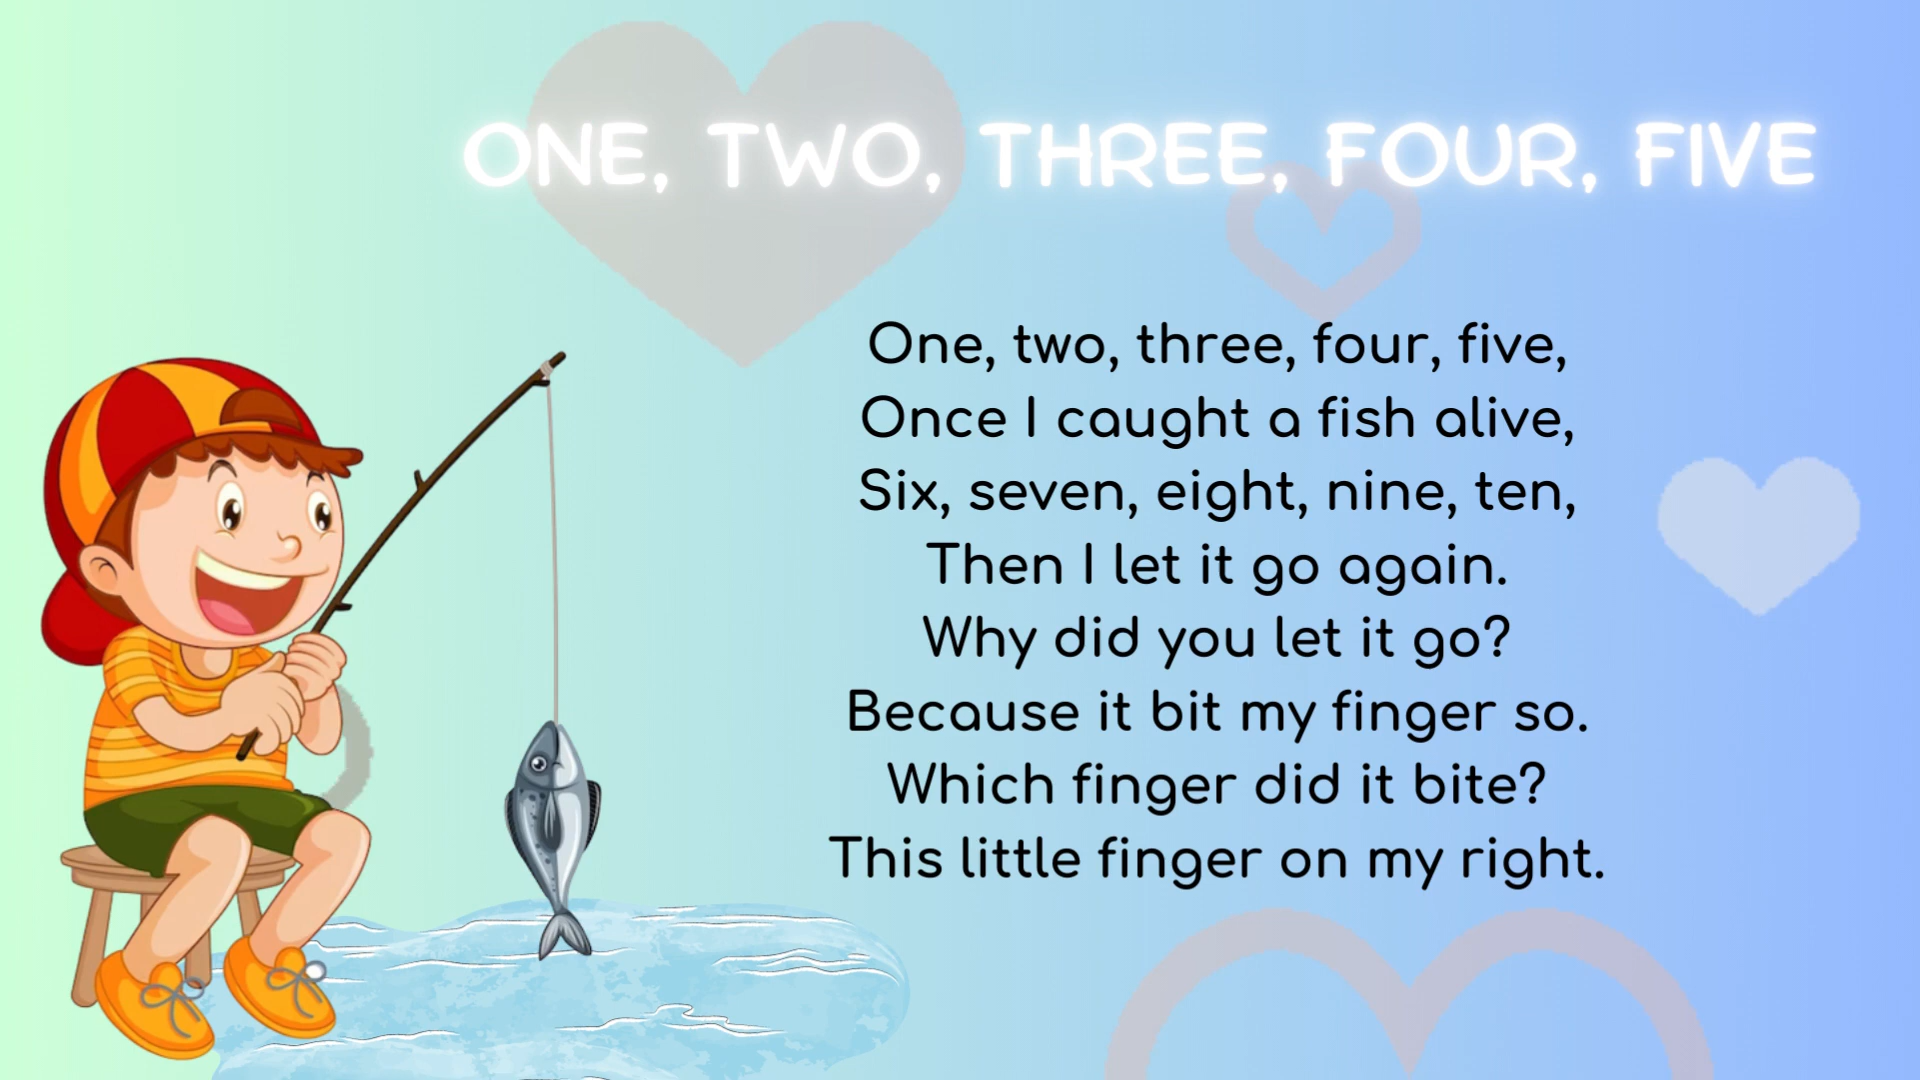 ONE, TWO, THREE, FOUR, FIVE
One, two, three, four, five,
Once I caught a fish alive,
Six, seven, eight, nine, ten,
Then I let it go again.
Why did you let it go?
Because it bit my finger so.
Which finger did it bite?
This little finger on my right.